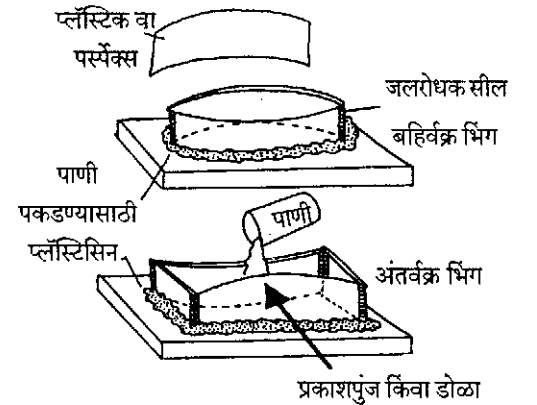 प्लॅस्टिक वा
पर्स्पेक्स
जलरोधक सील
बहिर्वक्र भिंग
पाणी
पकडण्यासाठी
प्लॅस्टिसिन
पाणी
अंतर्वक्र भिंग
प्रकाशपुंज किंवा डोळा